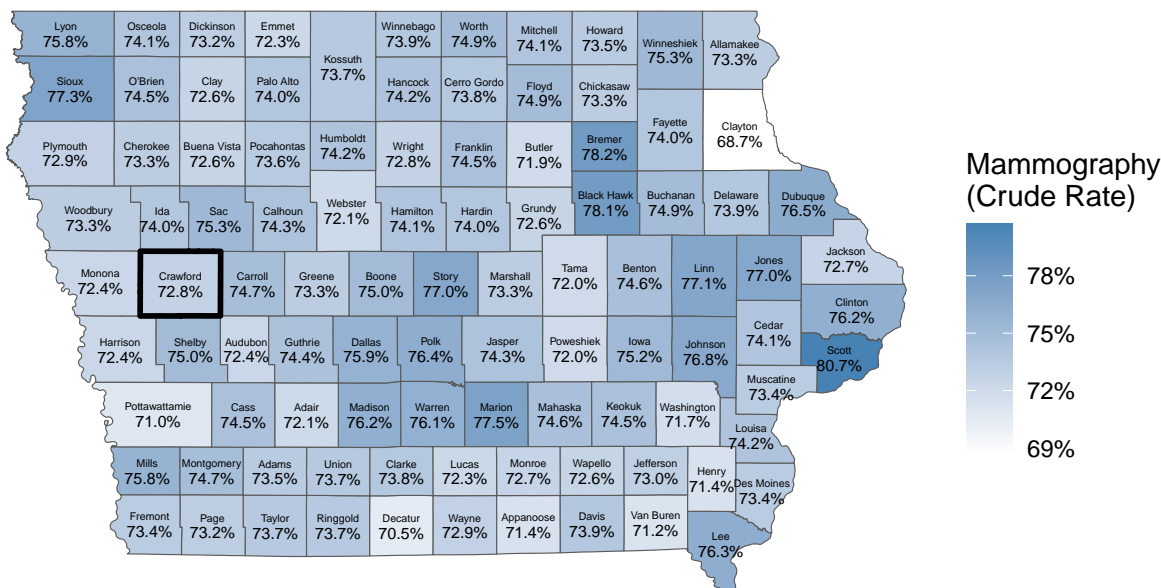 Lyon
75.8%
Osceola
74.1%
Dickinson
73.2%
Emmet
72.3%
Kossuth
73.7%
Winnebago
73.9%
Worth
74.9%
Mitchell
74.1%
Howard
73.5%
Winneshiek
75.3%
Allamakee
73.3%
Sioux
77.3%
O'Brien
74.5%
Clay
72.6%
Palo Alto
74.0%
Hancock
74.2%
Cerro Gordo
73.8%
Floyd
74.9%
Chickasaw
73.3%
Fayette
74.0%
Clayton
68.7%
Plymouth
72.9%
Cherokee
73.3%
Buena Vista
72.6%
Pocahontas
73.6%
Humboldt
74.2%
Wright
72.8%
Franklin
74.5%
Butler
71.9%
Bremer
78.2%
Woodbury
73.3%
Ida
74.0%
Sac
75.3%
Calhoun
74.3%
Webster
72.1%
Hamilton
74.1%
Hardin
74.0%
Grundy
72.6%
Black Hawk
78.1%
Buchanan
74.9%
Delaware
73.9%
Dubuque
76.5%
Monona
72.4%
Crawford
72.8%
Carroll
74.7%
Greene
73.3%
Boone
75.0%
Story
77.0%
Marshall
73.3%
Tama
72.0%
Benton
74.6%
Linn
77.1%
Jones
77.0%
Jackson
72.7%
Clinton
76.2%
Harrison
72.4%
Shelby
75.0%
Audubon
72.4%
Guthrie
74.4%
Dallas
75.9%
Polk
76.4%
Jasper
74.3%
Poweshiek
72.0%
Iowa
75.2%
Johnson
76.8%
Cedar
74.1%
Scott
80.7%
Muscatine
73.4%
Pottawattamie
71.0%
Cass
74.5%
Adair
72.1%
Madison
76.2%
Warren
76.1%
Marion
77.5%
Mahaska
74.6%
Keokuk
74.5%
Washington
71.7%
Louisa
74.2%
Mills
75.8%
Montgomery
74.7%
Adams
73.5%
Union
73.7%
Clarke
73.8%
Lucas
72.3%
Monroe
72.7%
Wapello
72.6%
Jefferson
73.0%
Henry
71.4%
Des Moines
73.4%
Fremont
73.4%
Page
73.2%
Taylor
73.7%
Ringgold
73.7%
Decatur
70.5%
Wayne
72.9%
Appanoose
71.4%
Davis
73.9%
Van Buren
71.2%
Lee
76.3%
Mammography
(Crude Rate)
78%
75%
72%
69%